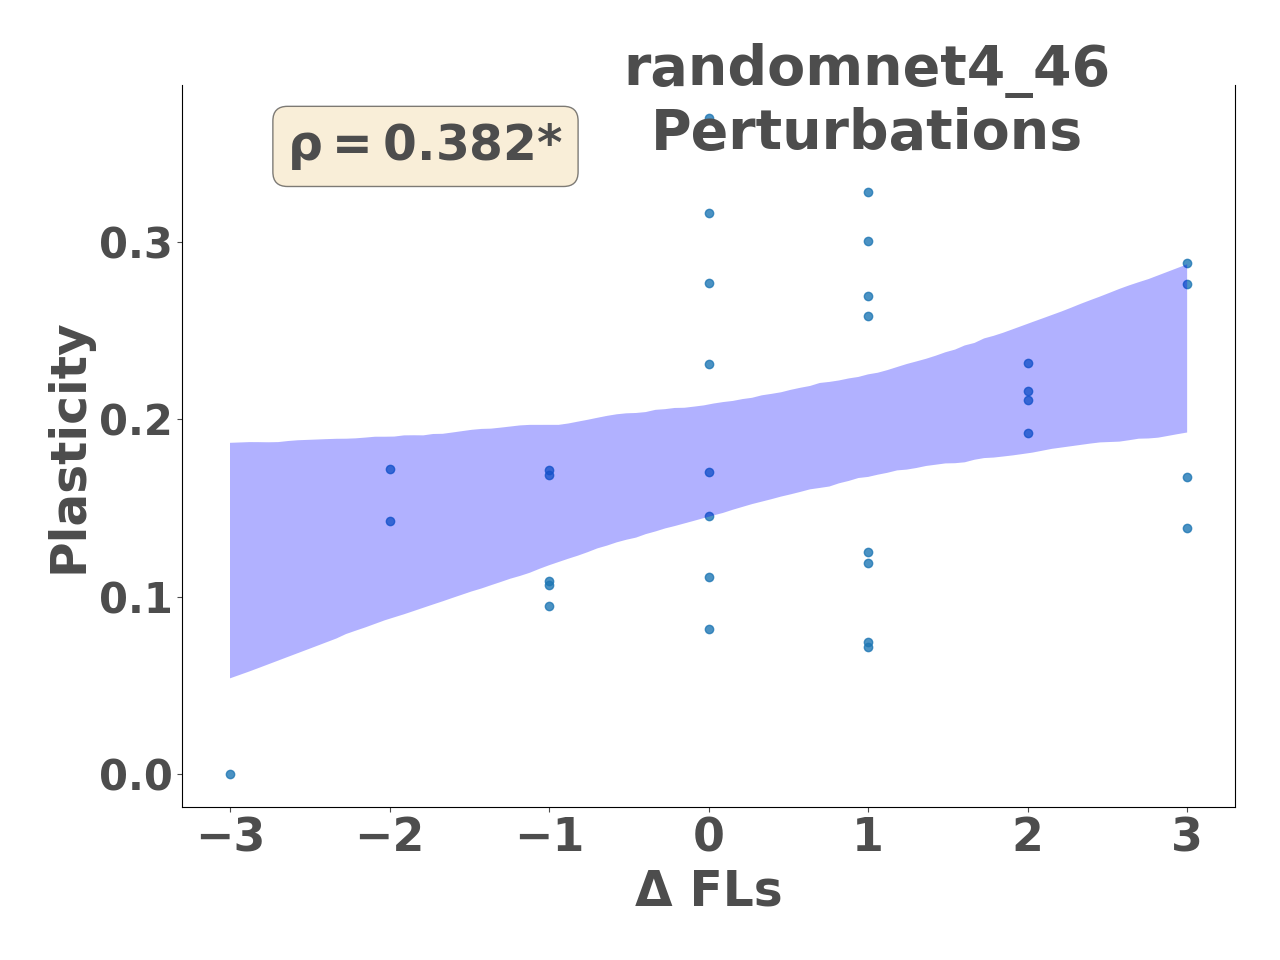 randomnet4_46
Perturbations
ρ = 0.382*
Plasticity
0.3
0.2
0.1
0.0
−3 −2 −1 0 1 2 3
Δ FLs